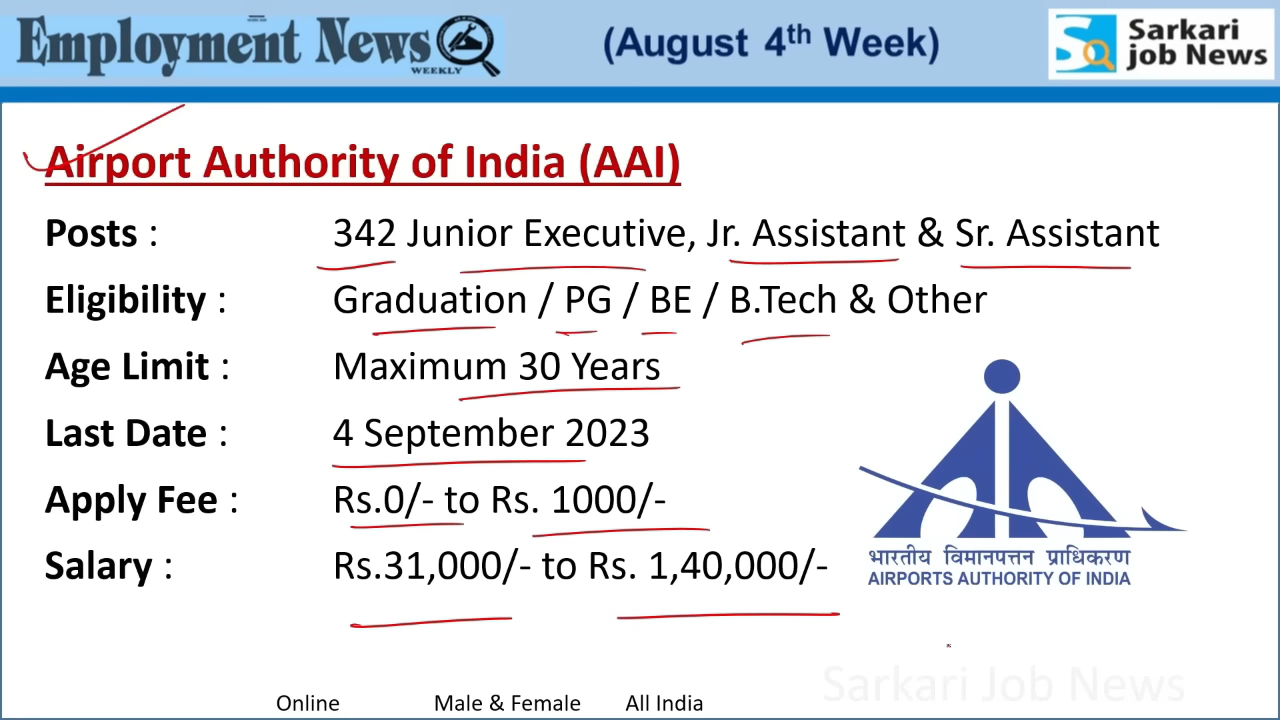 Employment News
WEEKLY
(August 4th Week)
Sarkari
job News
Airport Authority of India (AAI)
Posts : 342 Junior Executive, Jr. Assistant & Sr. Assistant
Eligibility : Graduation / PG / BE / B.Tech & Other
Age Limit : Maximum 30 Years
Last Date : 4 September 2023
Apply Fee : Rs.0/- to Rs. 1000/-
Salary : Rs.31,000/- to Rs. 1,40,000/-
भारतीय विमानपत्तन प्राधिकरण
AIRPORTS AUTHORITY OF INDIA
Sarkari Job News
Online Male & Female All India